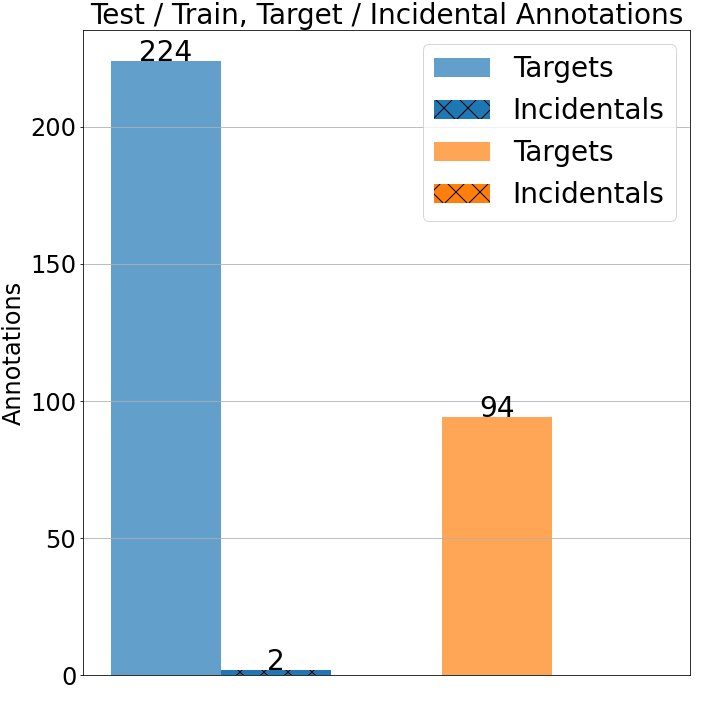 Test / Train, Target / Incidental Annotations
224
Targets
Incidentals
Targets
Incidentals
200
150
100
50
0
Annotations
94
2